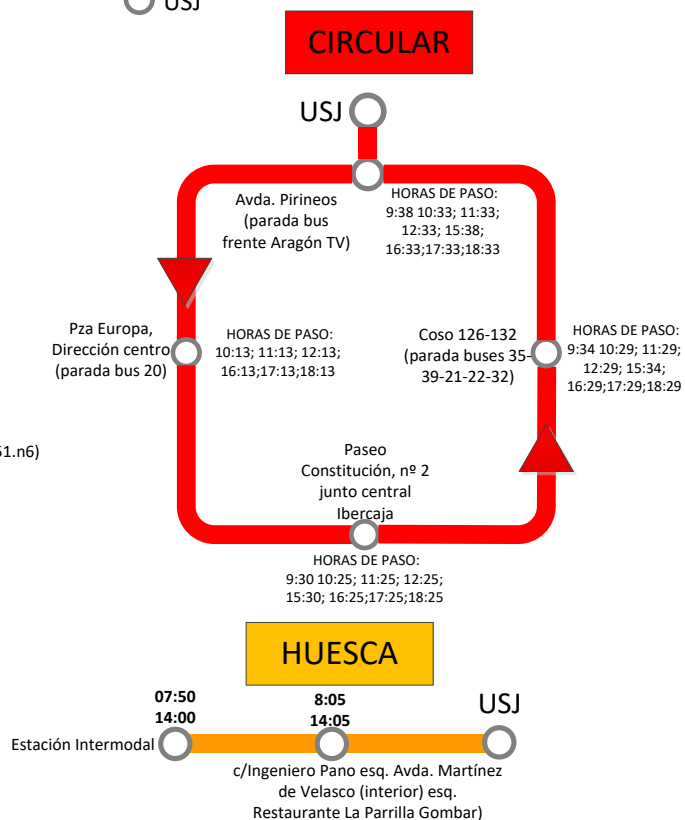 USJ
CIRCULAR
USJ
Avda. Pirineos
(parada bus
frente Aragón TV)
HORAS DE PASO:
9:38 10:33; 11:33;
12:33; 15:38;
16:33;17:33;18:33
Pza Europa,
Dirección centro
(parada bus 20)
HORAS DE PASO:
10:13; 11:13; 12:13;
16:13;17:13;18:13
Coso 126-132
(parada buses 35-
39-21-22-32)
HORAS DE PASO:
9:34 10:29; 11:29;
12:29; 15:34;
16:29;17:29;18:29
51.n6)
Paseo
Constitución, nº 2
junto central
Ibercaja
HORAS DE PASO:
9:30 10:25; 11:25; 12:25;
15:30; 16:25;17:25;18:25
HUESCA
07:50
14:00
8:05
14:05
USJ
Estación Intermodal
c/Ingeniero Pano esq. Avda. Martínez
de Velasco (interior) esq.
Restaurante La Parrilla Gombar)